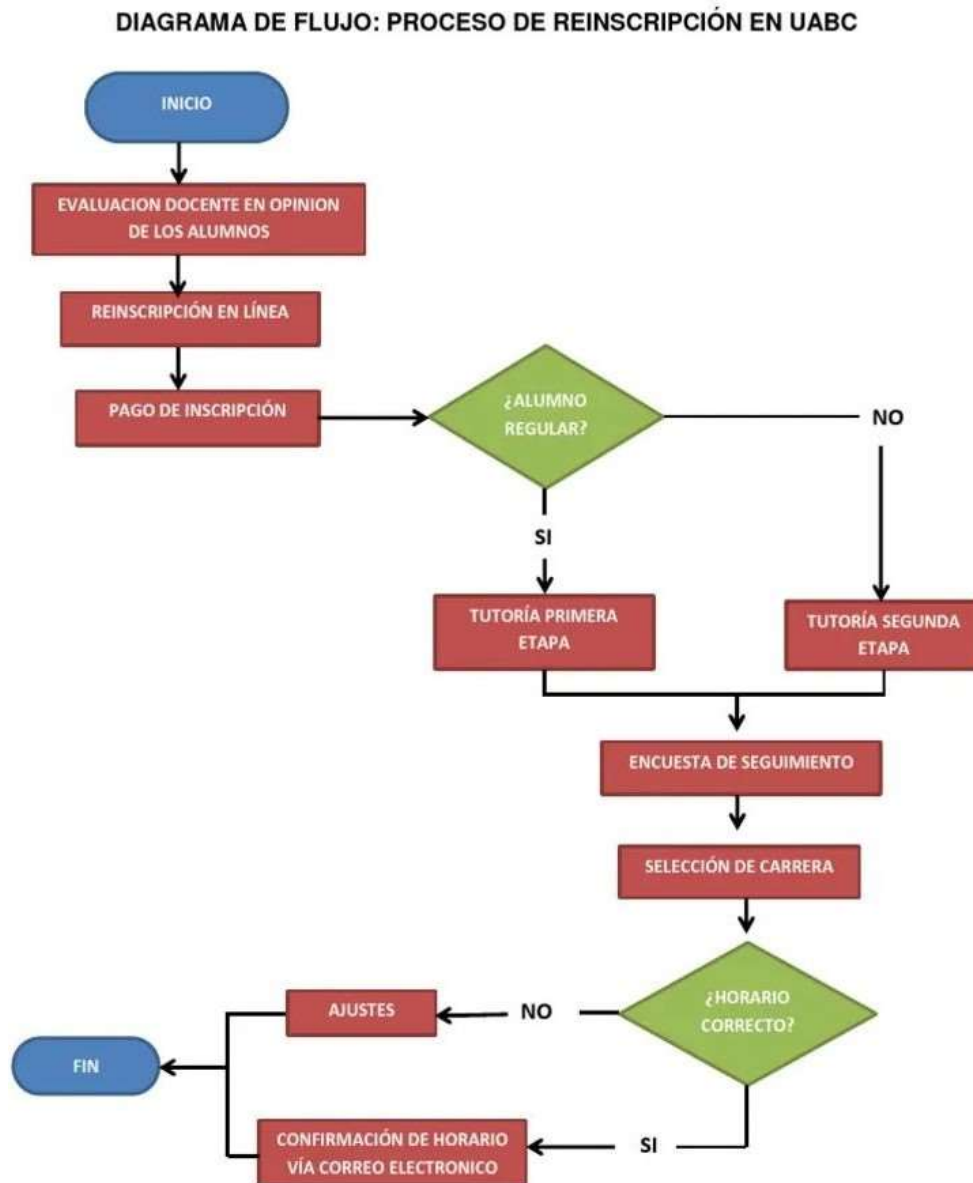 DIAGRAMA DE FLUJO: PROCESO DE REINSCRIPCIÓN EN UABC
INICIO
EVALUACION DOCENTE EN OPINION
DE LOS ALUMNOS
REINSCRIPCIÓN EN LÍNEA
PAGO DE INSCRIPCIÓN
¿ALUMNO
REGULAR?
NO
SI
TUTORÍA PRIMERA
ETAPA
TUTORÍA SEGUNDA
ETAPA
ENCUESTA DE SEGUIMIENTO
SELECCIÓN DE CARRERA
¿HORARIO
CORRECTO?
NO
AJUSTES
FIN
SI
CONFIRMACIÓN DE HORARIO
VÍA CORREO ELECTRONICO